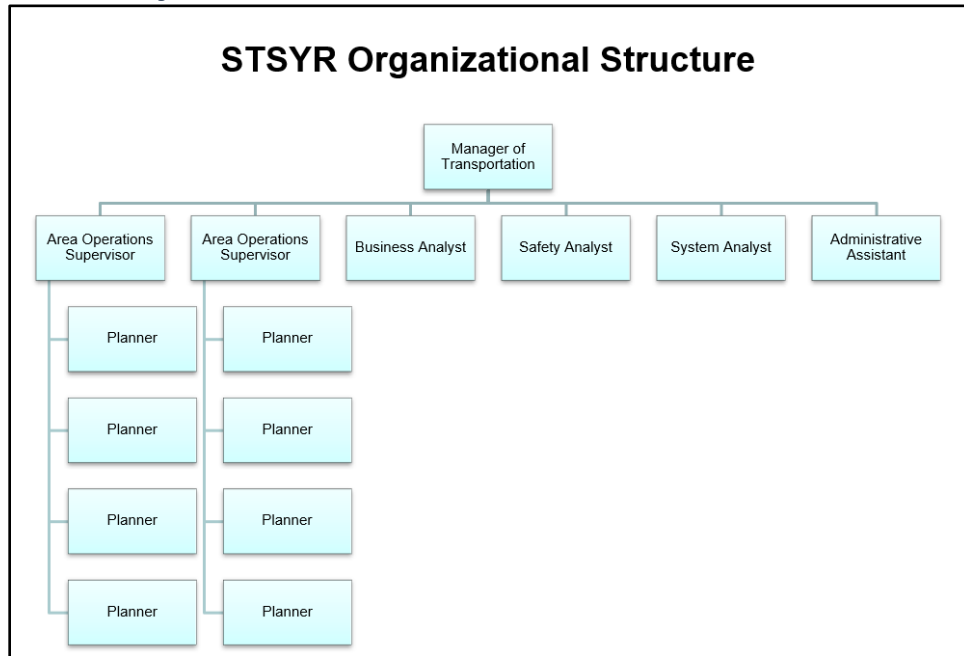 STSYR Organizational Structure
Manager of
Transportation
Area Operations
Supervisor
Area Operations
Supervisor
Business Analyst
Safety Analyst
System Analyst
Administrative
Assistant
Planner
Planner
Planner
Planner
Planner
Planner
Planner
Planner